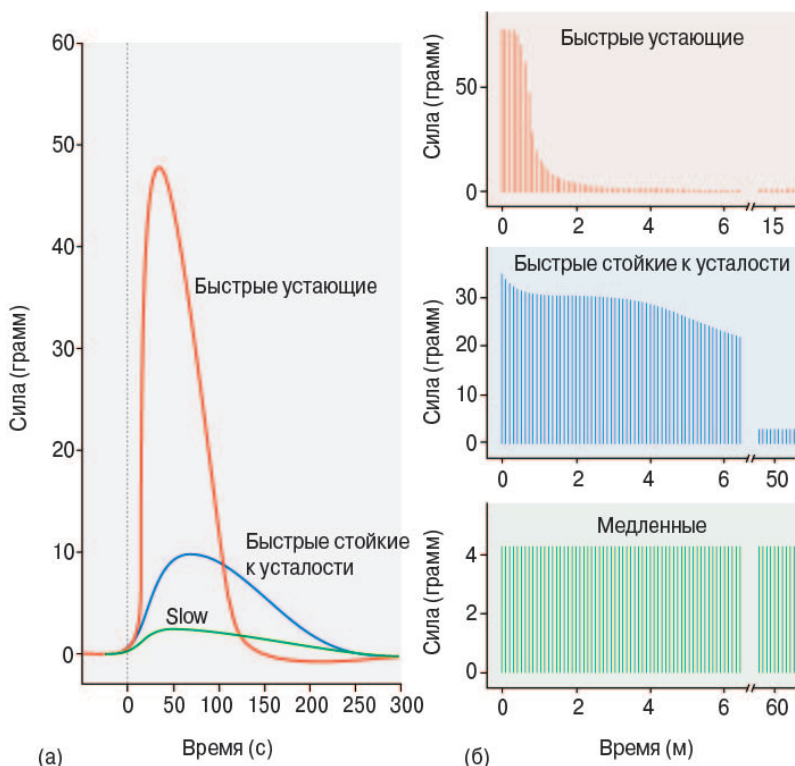 60
50
40
30
20
10
0
Сила (грамм)
Быстрые устающие
Быстрые стойкие
к усталости
Slow
0 50 100 150 200 250 300
(а)
Время (с)
Быстрые устающие
50
0
Сила (грамм)
0 2 4 6 15
Быстрые стойкие к усталости
30
20
10
0
Сила (грамм)
0 2 4 6 50
Медленные
4
2
0
Сила (грамм)
0 2 4 6 60
(б)
Время (м)